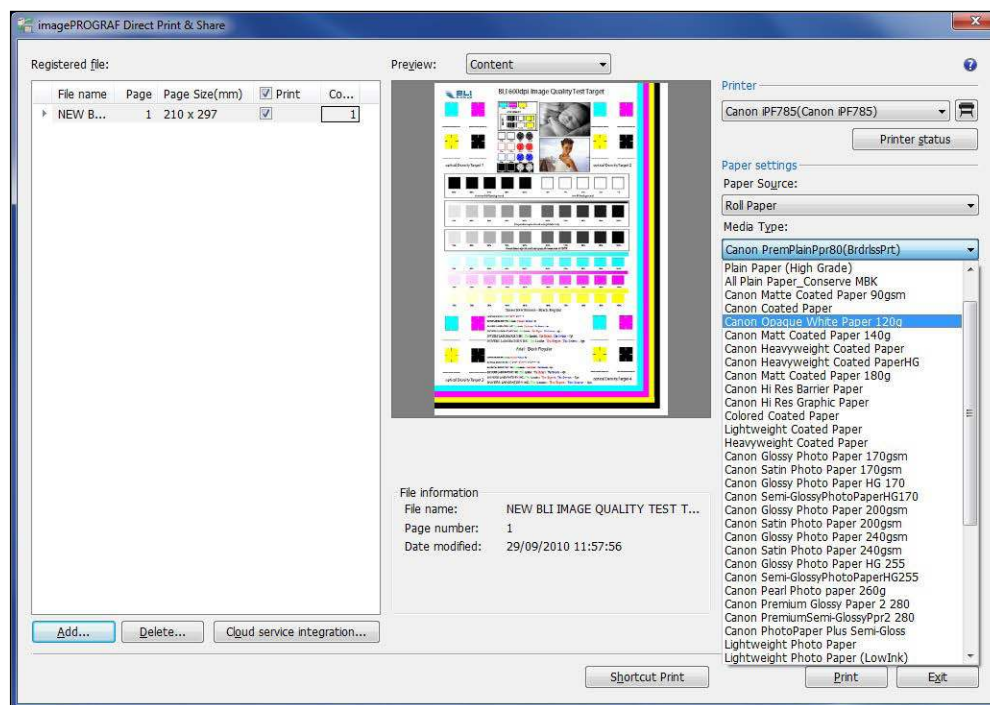 imagePROGRAF Direct Print & Share
Registered file:
File name Page Page Size(mm) Print Co...
NEW B... 1 210 x 297 1
Add... Delete... Cloud service integration...
Preview: Content
BLI
BLI 600dpi Image Quality Test Target
File information
File name: NEW BLI IMAGE QUALITY TEST T...
Page number: 1
Date modified: 29/09/2010 11:57:56
Shortcut Print
Printer
Canon iPF785(Canon iPF785)
Printer status
Paper settings
Paper Source:
Roll Paper
Media Type:
Canon PremPlainPpr80(BrdrlssPrt)
Plain Paper (High Grade)
All Plain Paper_Conserve MBK
Canon Matte Coated Paper 90gsm
Canon Coated Paper
Canon Opaque White Paper 120g
Canon Matt Coated Paper 140g
Canon Heavyweight Coated Paper
Canon Heavyweight Coated PaperHG
Canon Matt Coated Paper 180g
Canon Hi Res Barrier Paper
Canon Hi Res Graphic Paper
Colored Coated Paper
Lightweight Coated Paper
Heavyweight Coated Paper
Canon Glossy Photo Paper 170gsm
Canon Satin Photo Paper 170gsm
Canon Glossy Photo Paper HG 170
Canon Semi-GlossyPhotoPaperHG170
Canon Glossy Photo Paper 200gsm
Canon Satin Photo Paper 200gsm
Canon Glossy Photo Paper 240gsm
Canon Satin Photo Paper 240gsm
Canon Glossy Photo Paper HG 255
Canon Semi-GlossyPhotoPaperHG255
Canon Pearl Photo paper 260g
Canon Premium Glossy Paper 2 280
Canon PremiumSemi-GlossyPpr2 280
Canon PhotoPaper Plus Semi-Gloss
Lightweight Photo Paper
Lightweight Photo Paper (LowInk)
Print Exit